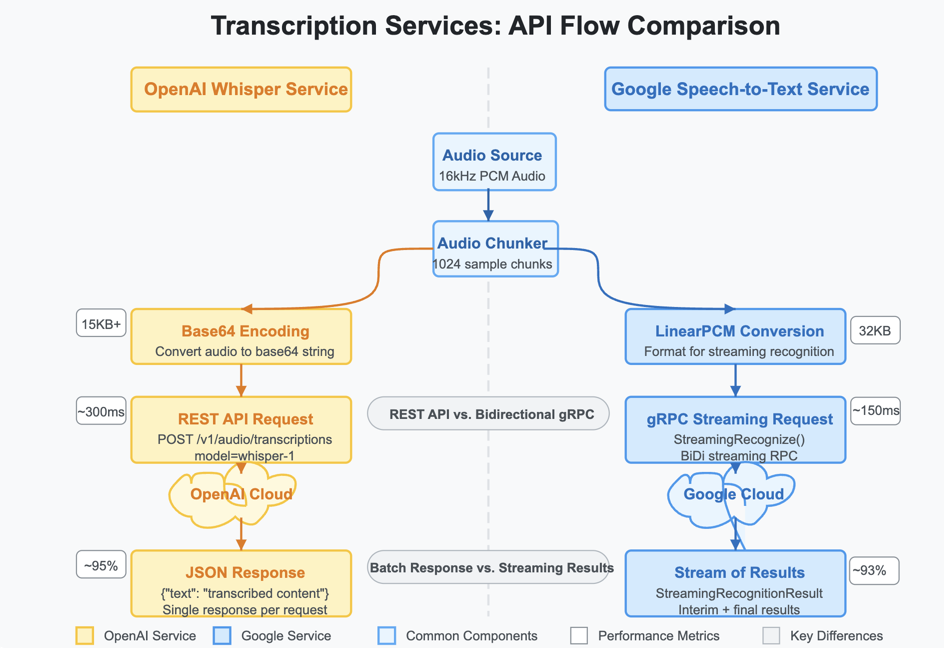 Transcription Services: API Flow Comparison
OpenAI Whisper Service
Google Speech-to-Text Service
Audio Source
16kHz PCM Audio
Audio Chunker
1024 sample chunks
15KB+
Base64 Encoding
Convert audio to base64 string
LinearPCM Conversion
Format for streaming recognition
32KB
~300ms
REST API Request
POST /v1/audio/transcriptions
model=whisper-1
REST API vs. Bidirectional gRPC
gRPC Streaming Request
StreamingRecognize()
BiDi streaming RPC
~150ms
OpenAI Cloud
Google Cloud
~95%
JSON Response
{"text": "transcribed content"}
Single response per request
Batch Response vs. Streaming Results
Stream of Results
StreamingRecognitionResult
Interim + final results
~93%
OpenAI Service
Google Service
Common Components
Performance Metrics
Key Differences